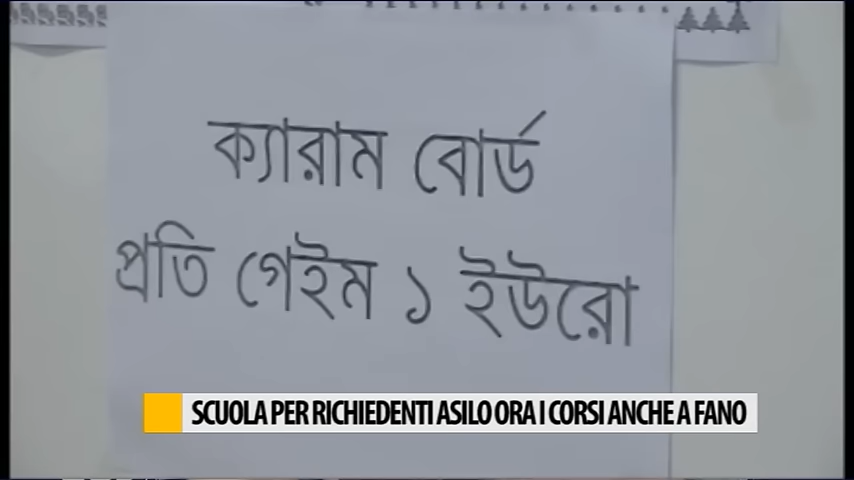 ক্যারাম বোর্ড
প্রতি গেইম ১ ইউরো
SCUOLA PER RICHIEDENTI ASILO ORA I CORSI ANCHE A FANO